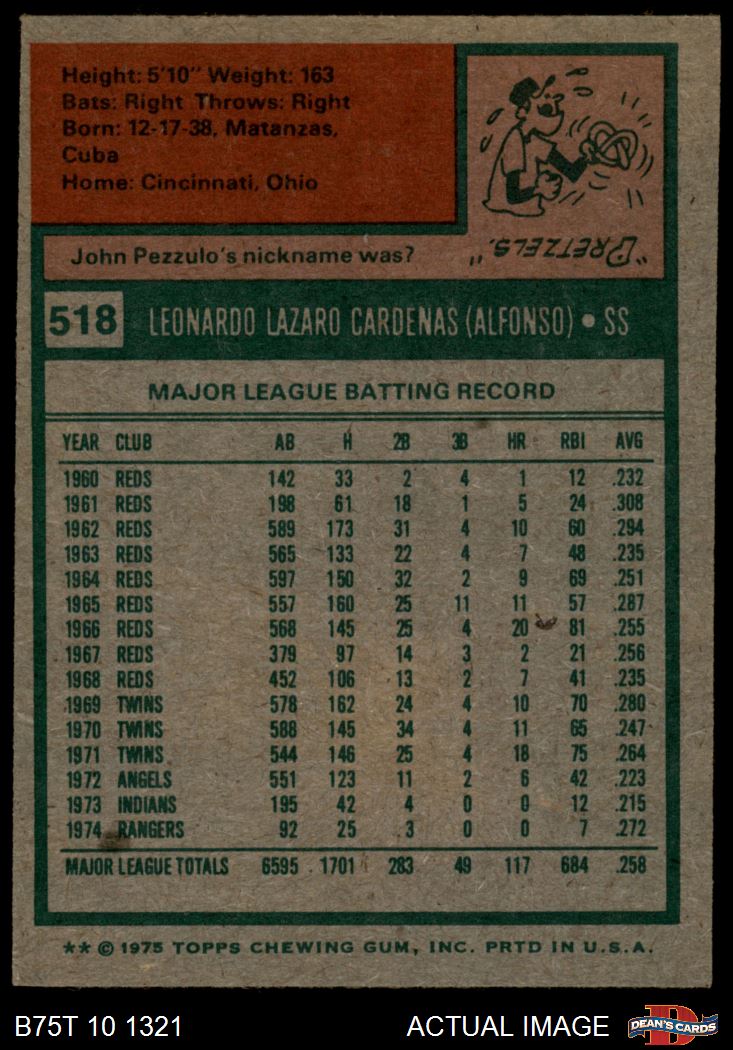 Height: 5'10" Weight: 163
Bats: Right Throws: Right
Born: 12-17-38, Matanzas,
Cuba
Home: Cincinnati, Ohio
John Pezzulo's nickname was?
"PRETZELS."
518 LEONARDO LAZARO CARDENAS (ALFONSO) • SS
MAJOR LEAGUE BATTING RECORD
YEAR CLUB AB H 2B 3B HR RBI AVG
1960 REDS 142 33 2 4 1 12 .232
1961 REDS 198 61 18 1 5 24 .308
1962 REDS 589 173 31 4 10 60 .294
1963 REDS 565 133 22 4 7 48 .235
1964 REDS 597 150 32 2 9 69 .251
1965 REDS 557 160 25 11 11 57 .287
1966 REDS 568 145 25 4 20 81 .255
1967 REDS 379 97 14 3 2 21 .256
1968 REDS 452 106 13 2 7 41 .235
1969 TWINS 578 162 24 4 10 70 .280
1970 TWINS 588 145 34 4 11 65 .247
1971 TWINS 544 146 25 4 18 75 .264
1972 ANGELS 551 123 11 2 6 42 .223
1973 INDIANS 195 42 4 0 0 12 .215
1974 RANGERS 92 25 3 0 0 7 .272
MAJOR LEAGUE TOTALS 6595 1701 283 49 117 684 .258
** © 1975 TOPPS CHEWING GUM, INC. PRTD IN U.S.A.
B75T 10 1321 ACTUAL IMAGE DEAN'S CARDS